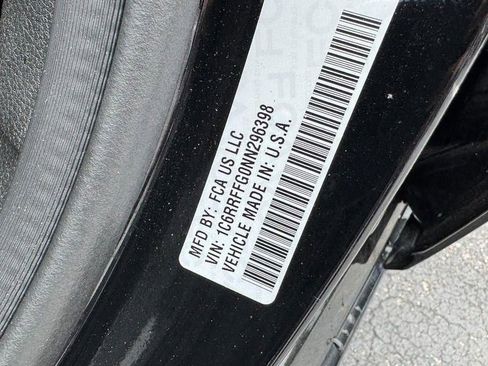 MFD BY: FCA US LLC
VIN: 1C6RRFFG0NN296398
VEHICLE MADE IN: U.S.A.